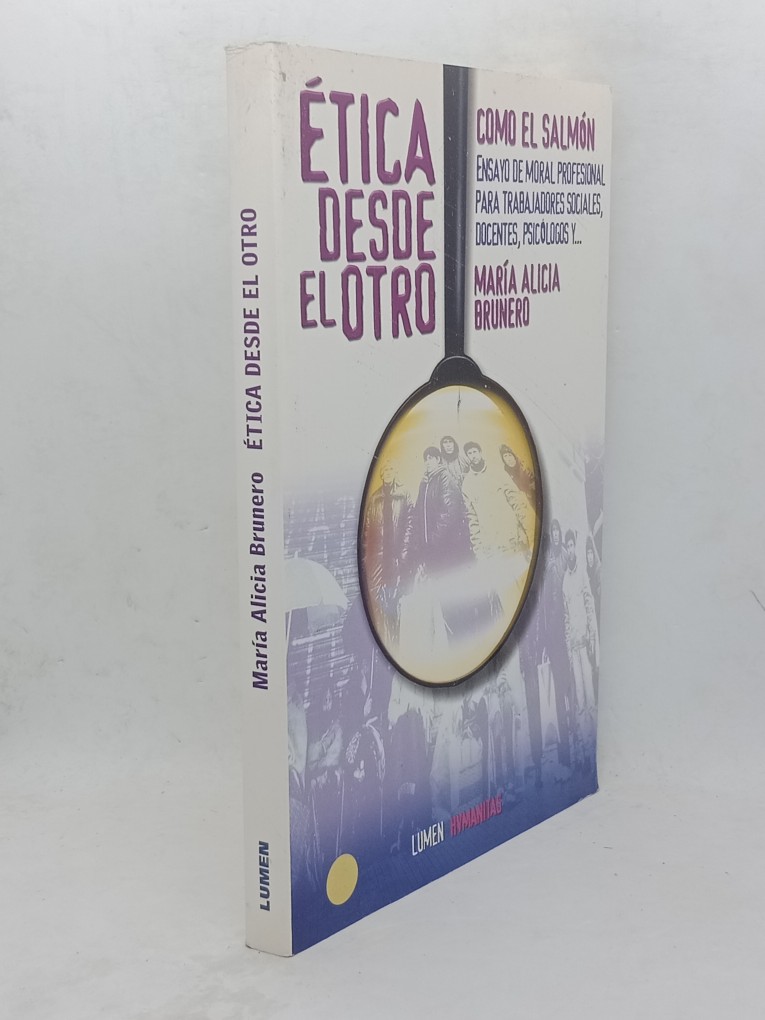 María Alicia Brunero ÉTICA DESDE EL OTRO
LUMEN
ÉTICA
DESDE
EL OTRO
COMO EL SALMÓN
ENSAYO DE MORAL PROFESIONAL
PARA TRABAJADORES SOCIALES,
DOCENTES, PSICÓLOGOS Y...
MARÍA ALICIA
BRUNERO
LUMEN HVMANITAS